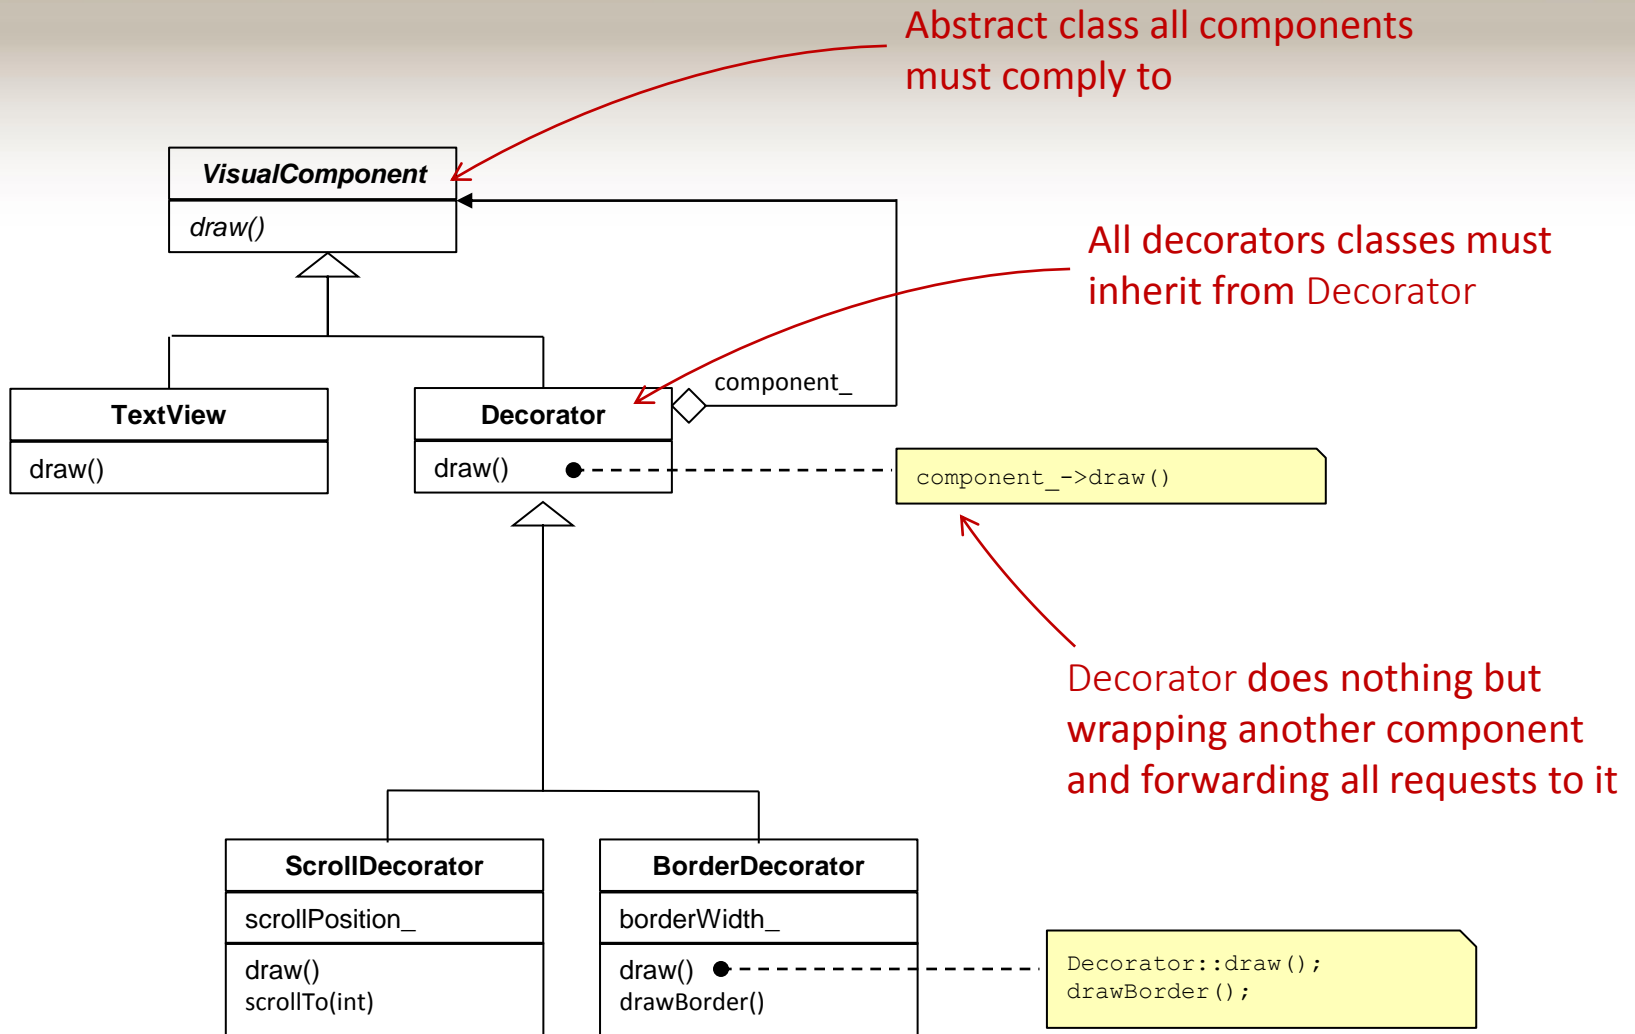 Abstract class all components
must comply to
VisualComponent
draw()
All decorators classes must
inherit from Decorator
component_
TextView
draw()
Decorator
draw()
component_->draw()
Decorator does nothing but
wrapping another component
and forwarding all requests to it
ScrollDecorator
scrollPosition_
draw()
scrollTo(int)
BorderDecorator
borderWidth_
draw()
drawBorder()
Decorator::draw();
drawBorder();